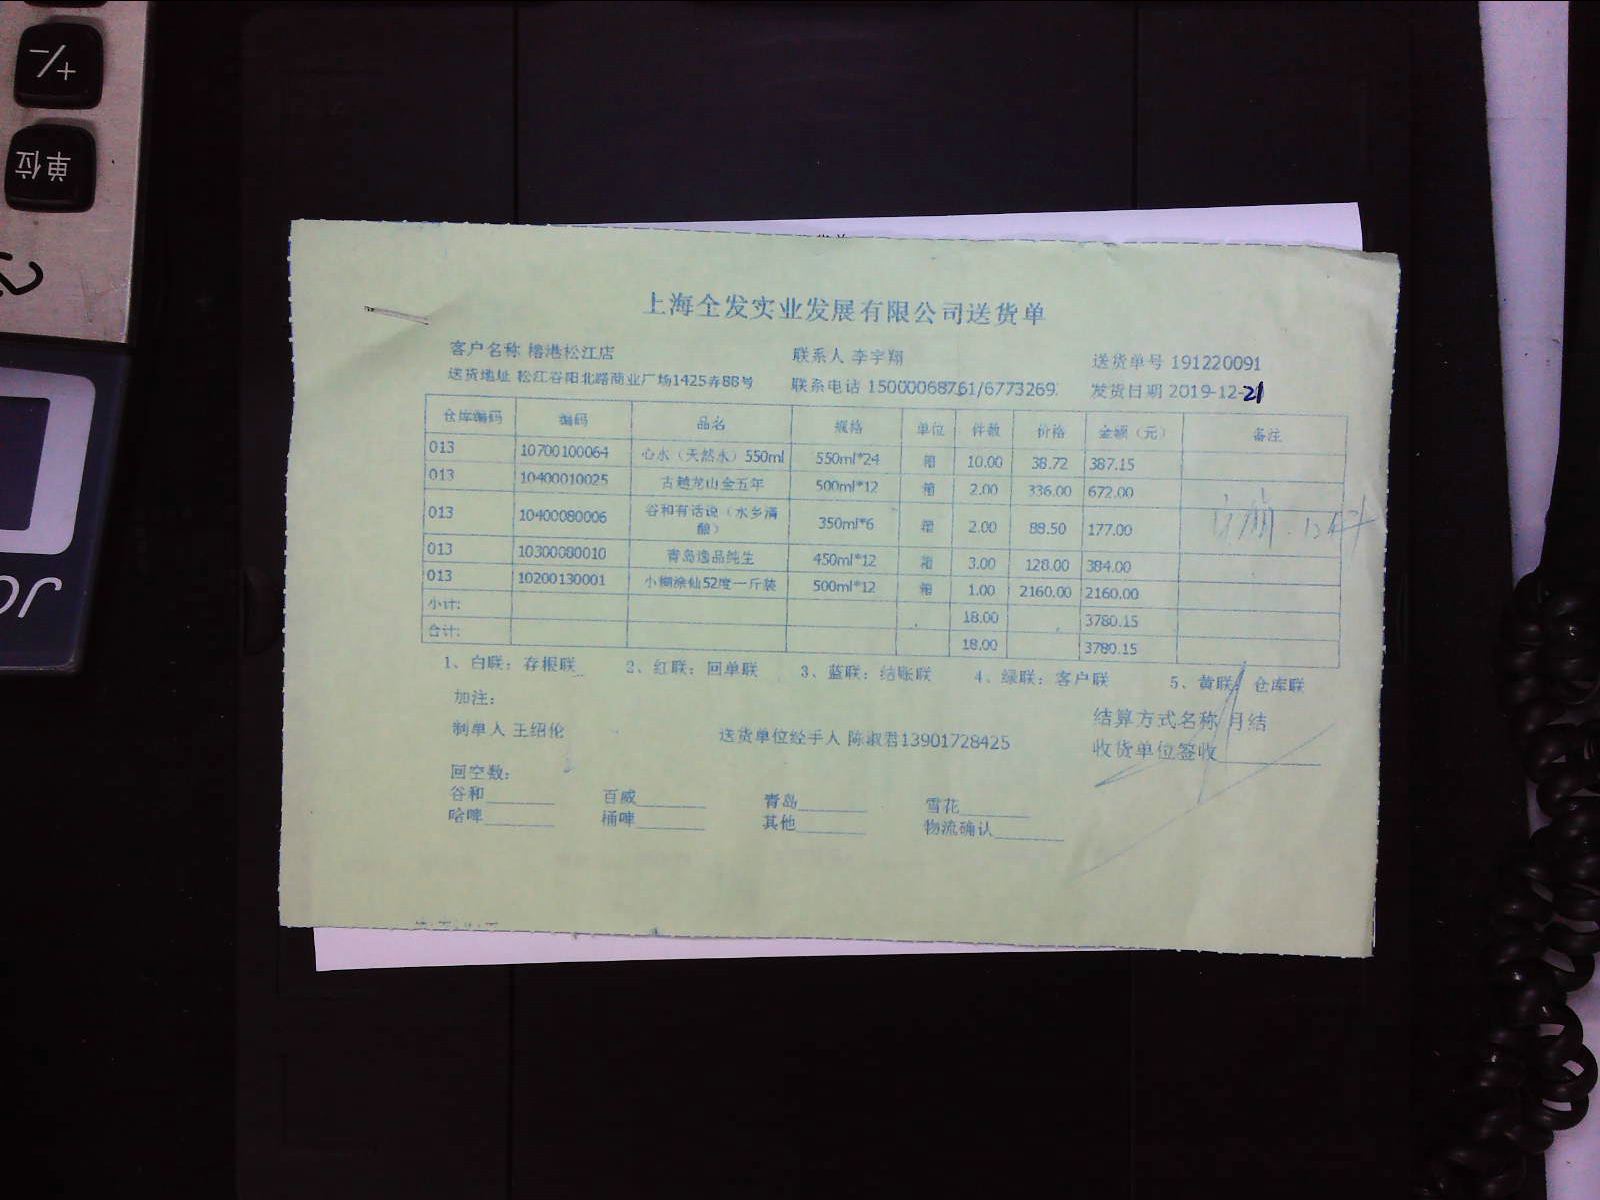 +/-
单位
上海全发实业发展有限公司送货单
客户名称 榕港松江店 联系人 李宇翔 送货单号 191220091
送货地址 松江谷阳北路商业广场1425弄88号 联系电话 15000068761/6773269 发货日期 2019-12-21
仓库编码 编码 品名 规格 单位 件数 价格 金额（元） 备注
013 10700100064 心水（天然水）550ml 550ml*24 箱 10.00 38.72 387.15
013 10400010025 古越龙山金五年 500ml*12 箱 2.00 336.00 672.00
013 10400080006 谷和有话说（水乡清酿） 350ml*6 箱 2.00 88.50 177.00
013 10300080010 青岛逸品纯生 450ml*12 箱 3.00 128.00 384.00
013 10200130001 小糊涂仙52度一斤装 500ml*12 箱 1.00 2160.00 2160.00
小计: 18.00 3780.15
合计: 18.00 3780.15
1、白联：存根联 2、红联：回单联 3、蓝联：结账联 4、绿联：客户联 5、黄联：仓库联
加注：
制单人 王绍伦 送货单位经手人 陈淑君13901728425 结算方式名称 月结
收货单位签收
回空数：
谷和 百威 青岛 雪花
哈啤 桶啤 其他 物流确认